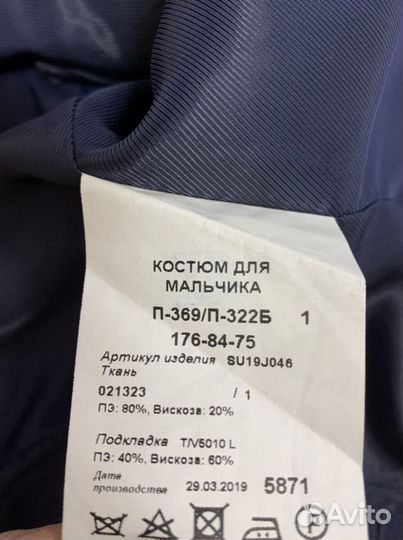 КОСТЮМ ДЛЯ
МАЛЬЧИКА
П-369/П-322Б 1
176-84-75
Артикул изделия SU19J046
Ткань
021323 / 1
ПЭ: 80%, Вискоза: 20%
Подкладка T/V5010 L
ПЭ: 40%, Вискоза: 60%
Дата
производства 29.03.2019 5871
Avito